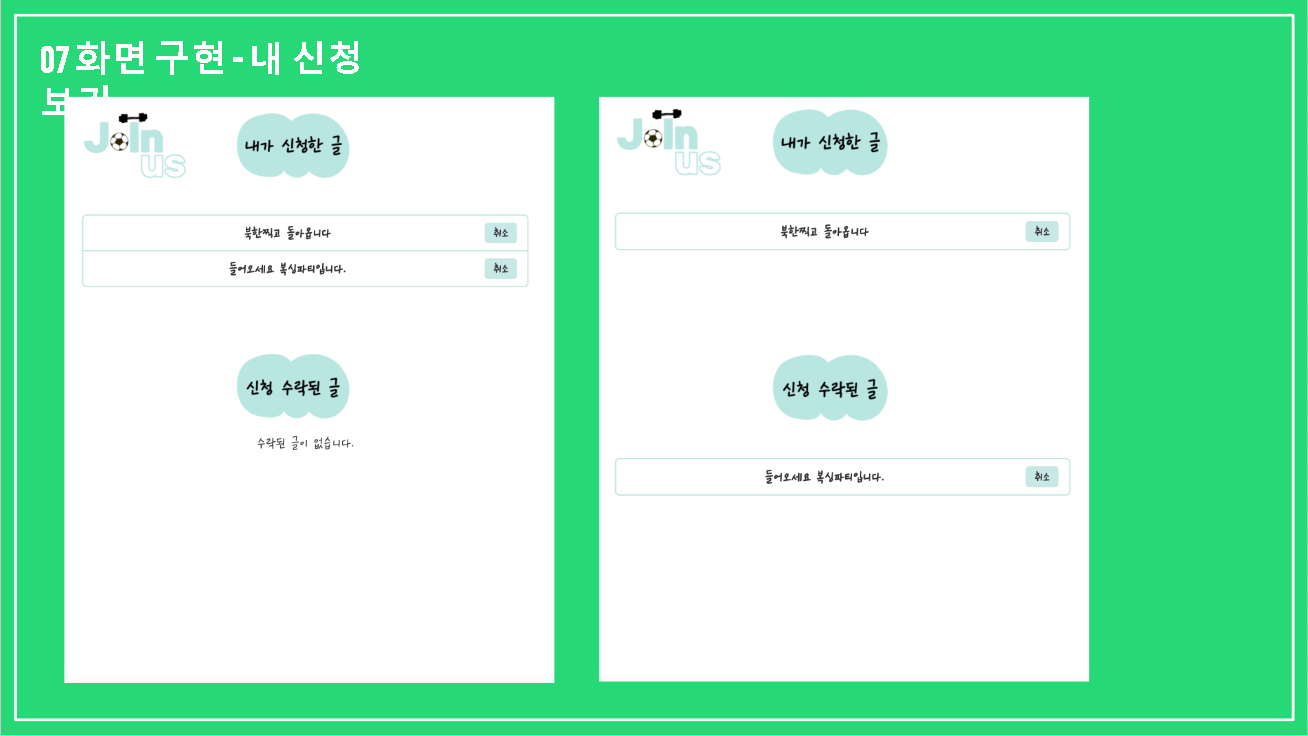 07 화면 구현 - 내 신청
JoIn
us
내가 신청한 글
북한찍고 돌아옵니다
취소
들어오세요 복싱파티입니다.
취소
신청 수락된 글
수락된 글이 없습니다.
JoIn
us
내가 신청한 글
북한찍고 돌아옵니다
취소
신청 수락된 글
들어오세요 복싱파티입니다.
취소